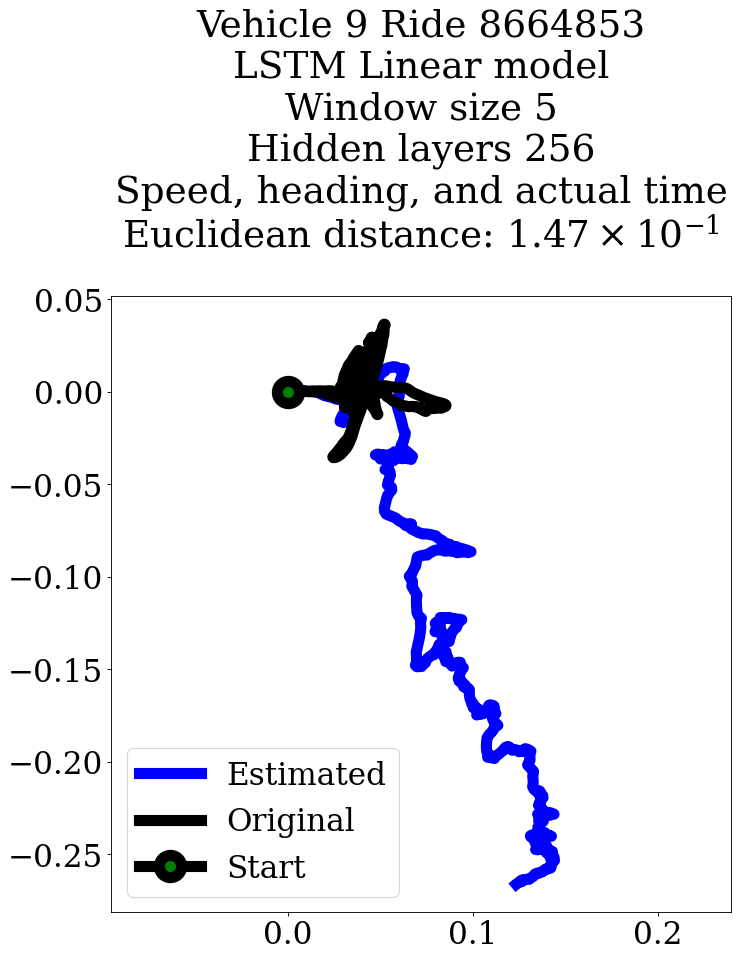 Vehicle 9 Ride 8664853
LSTM Linear model
Window size 5
Hidden layers 256
Speed, heading, and actual time
Euclidean distance: 1.47 × 10⁻¹
0.05
0.00
−0.05
−0.10
−0.15
−0.20
−0.25
Estimated
Original
Start
0.0 0.1 0.2